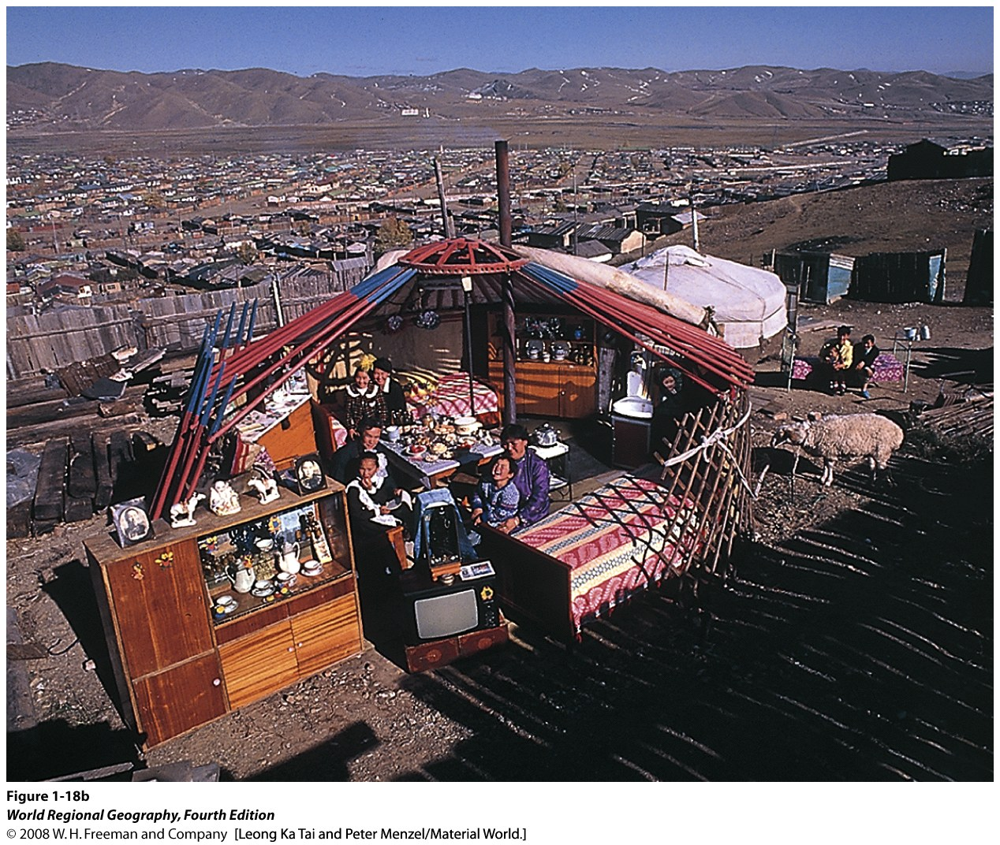 Figure 1-18b
World Regional Geography, Fourth Edition
© 2008 W. H. Freeman and Company [Leong Ka Tai and Peter Menzel/Material World.]